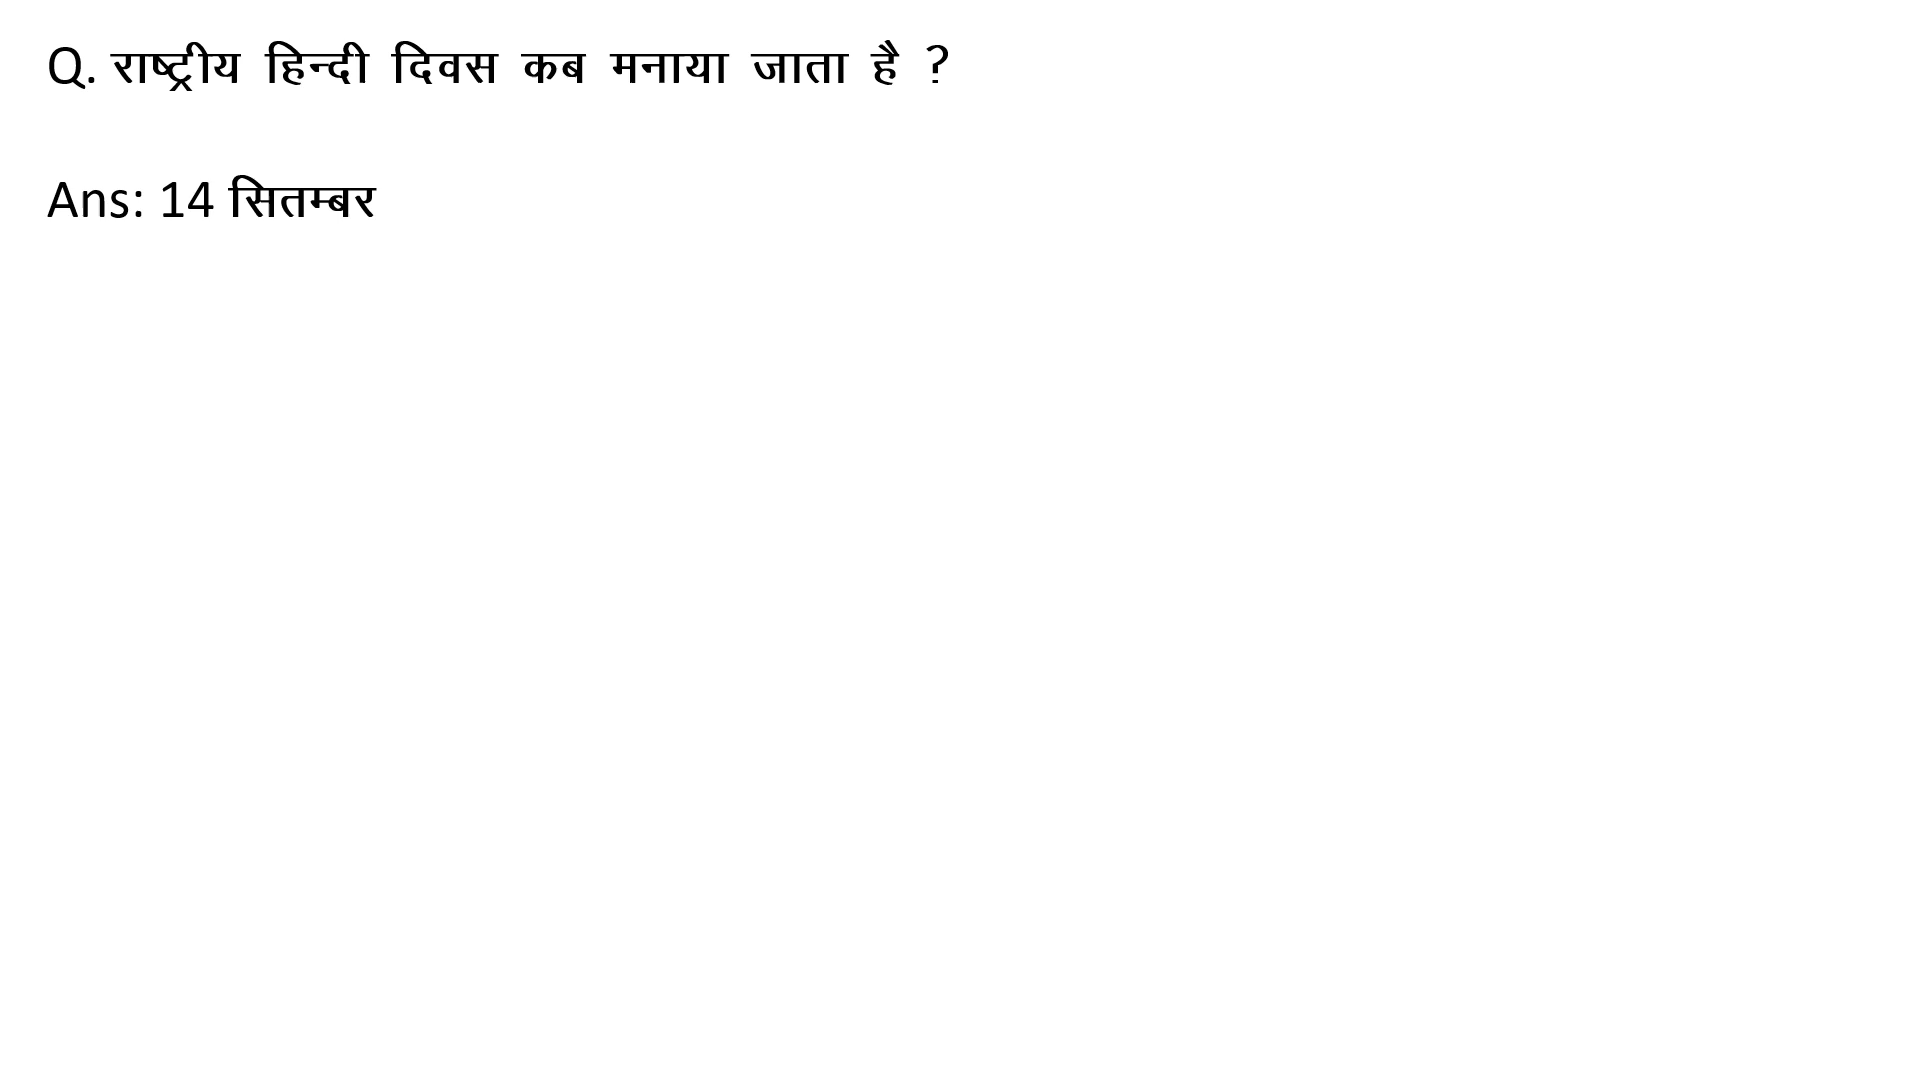 Q. राष्ट्रीय हिन्दी दिवस कब मनाया जाता है ?
Ans: 14 सितम्बर